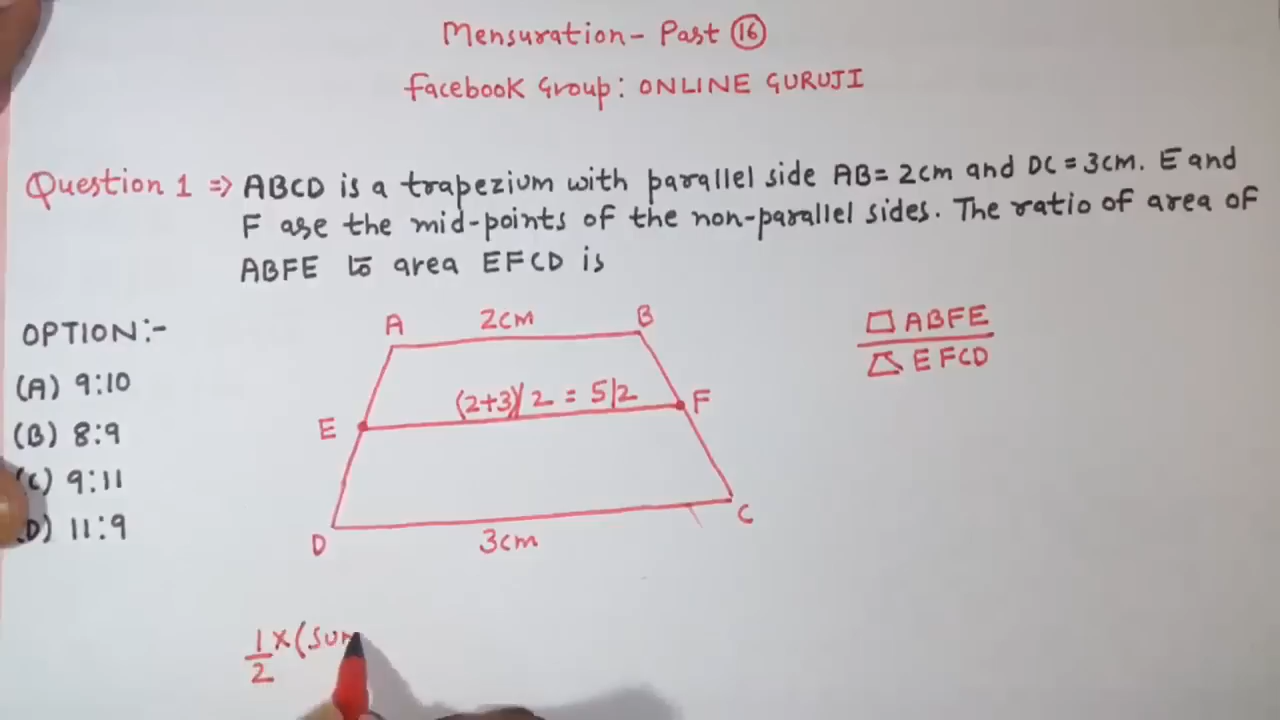 Mensuration - Part 16
Facebook Group: ONLINE GURUJI
Question 1 => ABCD is a trapezium with parallel side AB = 2cm and DC = 3cm. E and
F are the mid-points of the non-parallel sides. The ratio of area of
ABFE to area EFCD is
OPTION:-
(A) 9:10
(B) 8:9
(C) 9:11
(D) 11:9
A 2cm B
(2+3)/2 = 5/2
E F
D 3cm C
□ ABFE
EFCD
1/2 × (Sum